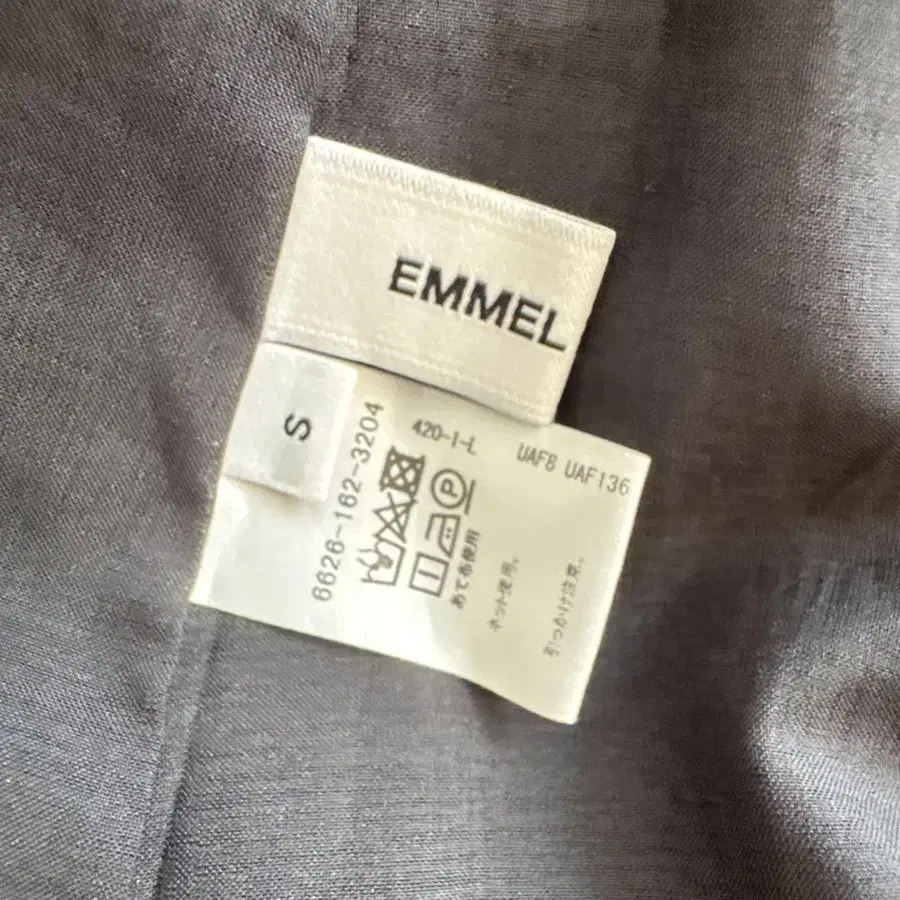 EMMEL
S
6626-162-3204
420-1-L
UAF8 UAF136
あて布使用
ネット使用。
引っかけ注意。